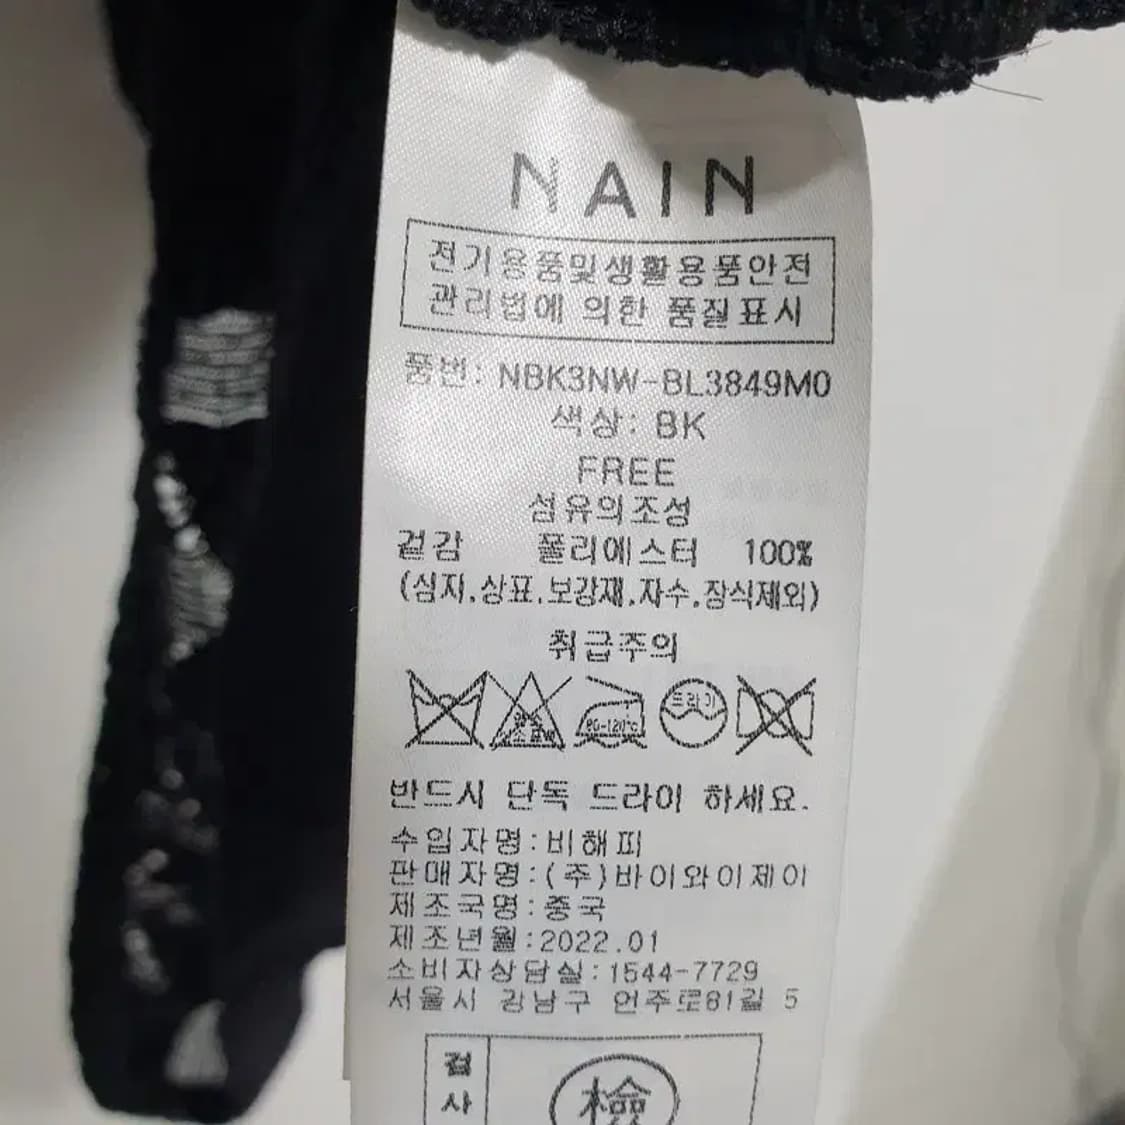 NAIN
전기용품및생활용품안전
관리법에 의한 품질표시
품번: NBK3NW-BL3849M0
색상: BK
FREE
섬유의조성
겉감 폴리에스터 100%
(심지.상표.보강재.자수.장식제외)
취급주의
80-120℃
드라이
반드시 단독 드라이 하세요.
수입자명:비해피
판매자명:(주)바이와이제이
제조국명:중국
제조년월:2022.01
소비자상담실:1544-7729
서울시 강남구 언주로81길 5
검사
檢